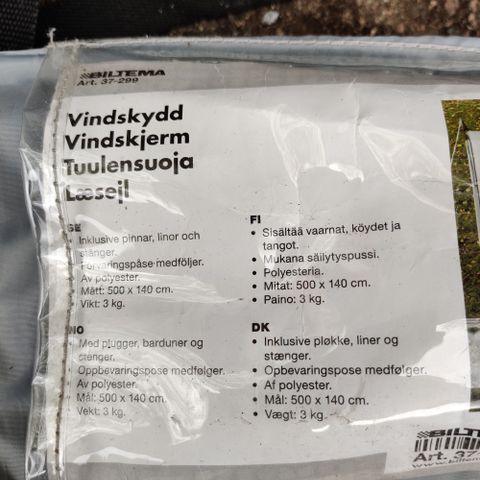 BILTEMA
Art. 37-299
Vindskydd
Vindskjerm
Tuulensuoja
Læsejl
SE
• Inklusive pinnar, linor och
stänger.
• Förvaringspåse medföljer.
• Av polyester.
• Mått: 500 x 140 cm.
• Vikt: 3 kg.
FI
• Sisältää vaarnat, köydet ja
tangot.
• Mukana säilytyspussi.
• Polyesteria.
• Mitat: 500 x 140 cm.
• Paino: 3 kg.
NO
• Med plugger, barduner og
stenger.
• Oppbevaringspose medfølger.
• Av polyester.
• Mål: 500 x 140 cm.
• Vekt: 3 kg.
DK
• Inklusive pløkke, liner og
stænger.
• Opbevaringspose medfølger.
• Af polyester.
• Mål: 500 x 140 cm.
• Vægt: 3 kg.
BILTEMA
Art. 37-